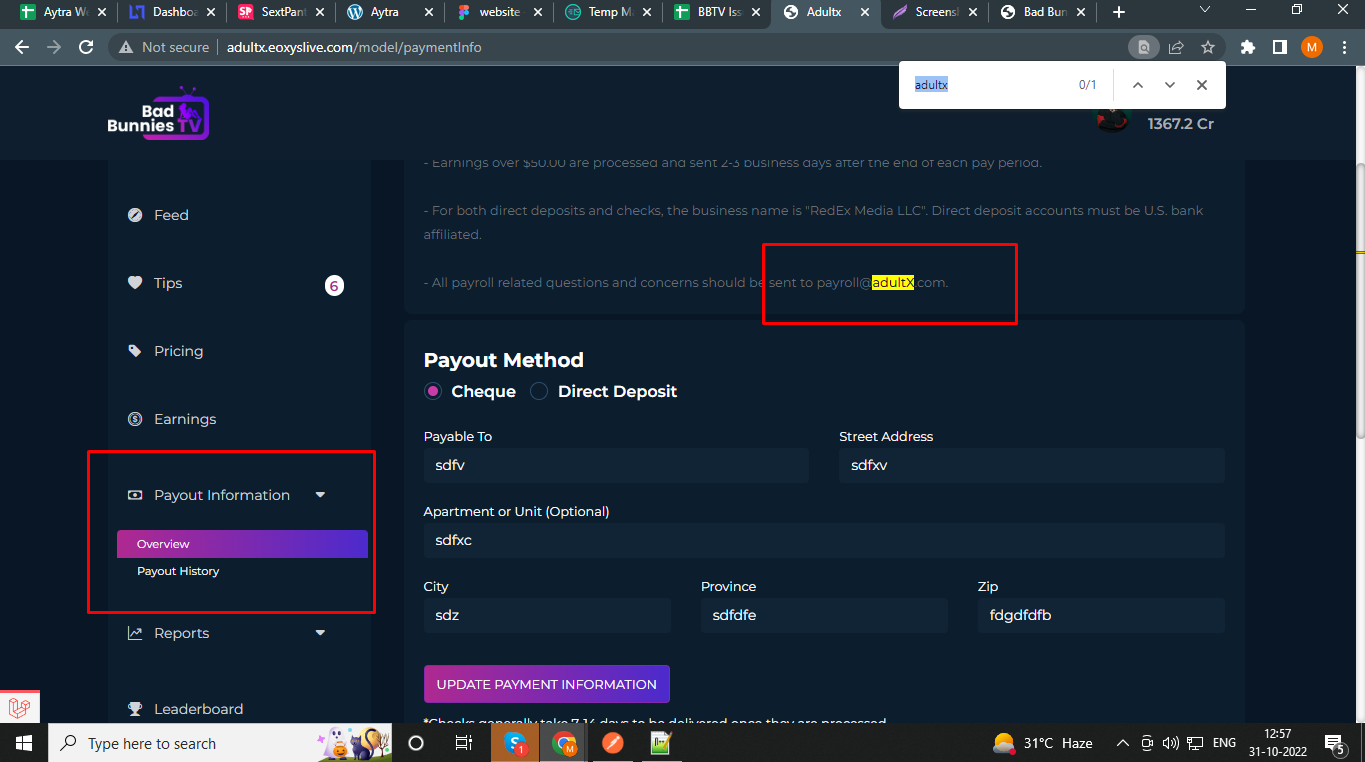 Aytra We
Dashboa
SextPant
Aytra
website -
Temp Ma
BBTV Iss
Adultx
Screensh
Bad Bun
Not secure
adultx.eoxyslive.com/model/paymentInfo
M
adultx
0/1
Bad
Bunnies TV
1367.2 Cr
- Earnings over $50.00 are processed and sent 2-3 business days after the end of each pay period.
Feed
- For both direct deposits and checks, the business name is "RedEx Media LLC". Direct deposit accounts must be U.S. bank
affiliated.
Tips
6
- All payroll related questions and concerns should be sent to payroll@adultX.com.
Pricing
Payout Method
Cheque
Direct Deposit
Earnings
Payable To
Street Address
sdfv
sdfxv
Payout Information
Apartment or Unit (Optional)
sdfxc
Overview
Payout History
City
Province
Zip
sdz
sdfdfe
fdgdfdfb
Reports
UPDATE PAYMENT INFORMATION
Leaderboard
*Checks generally take 7-14 days to be delivered once they are processed
Type here to search
1
M
31°C Haze
ENG
12:57
31-10-2022
5